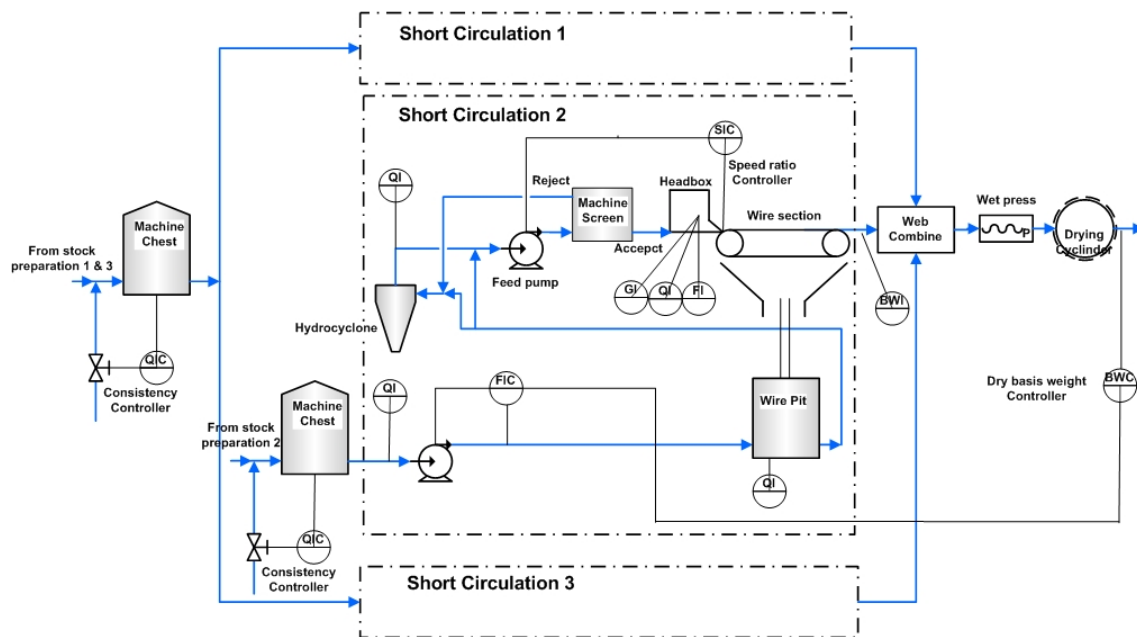 Short Circulation 1
Short Circulation 2
SIC
Speed ratio
Controller
QI
Reject
Headbox
Machine
Screen
Wire section
Wet press
Machine
Chest
Web
Combine
P
Drying
Cyclinder
From stock
preparation 1 & 3
Accepct
Feed pump
GI
QI
FI
BWI
Hydrocyclone
QIC
Consistency
Controller
QI
FIC
Dry basis weight
Controller
BWC
Machine
Chest
Wire Pit
From stock
preparation 2
QI
QIC
Consistency
Controller
Short Circulation 3